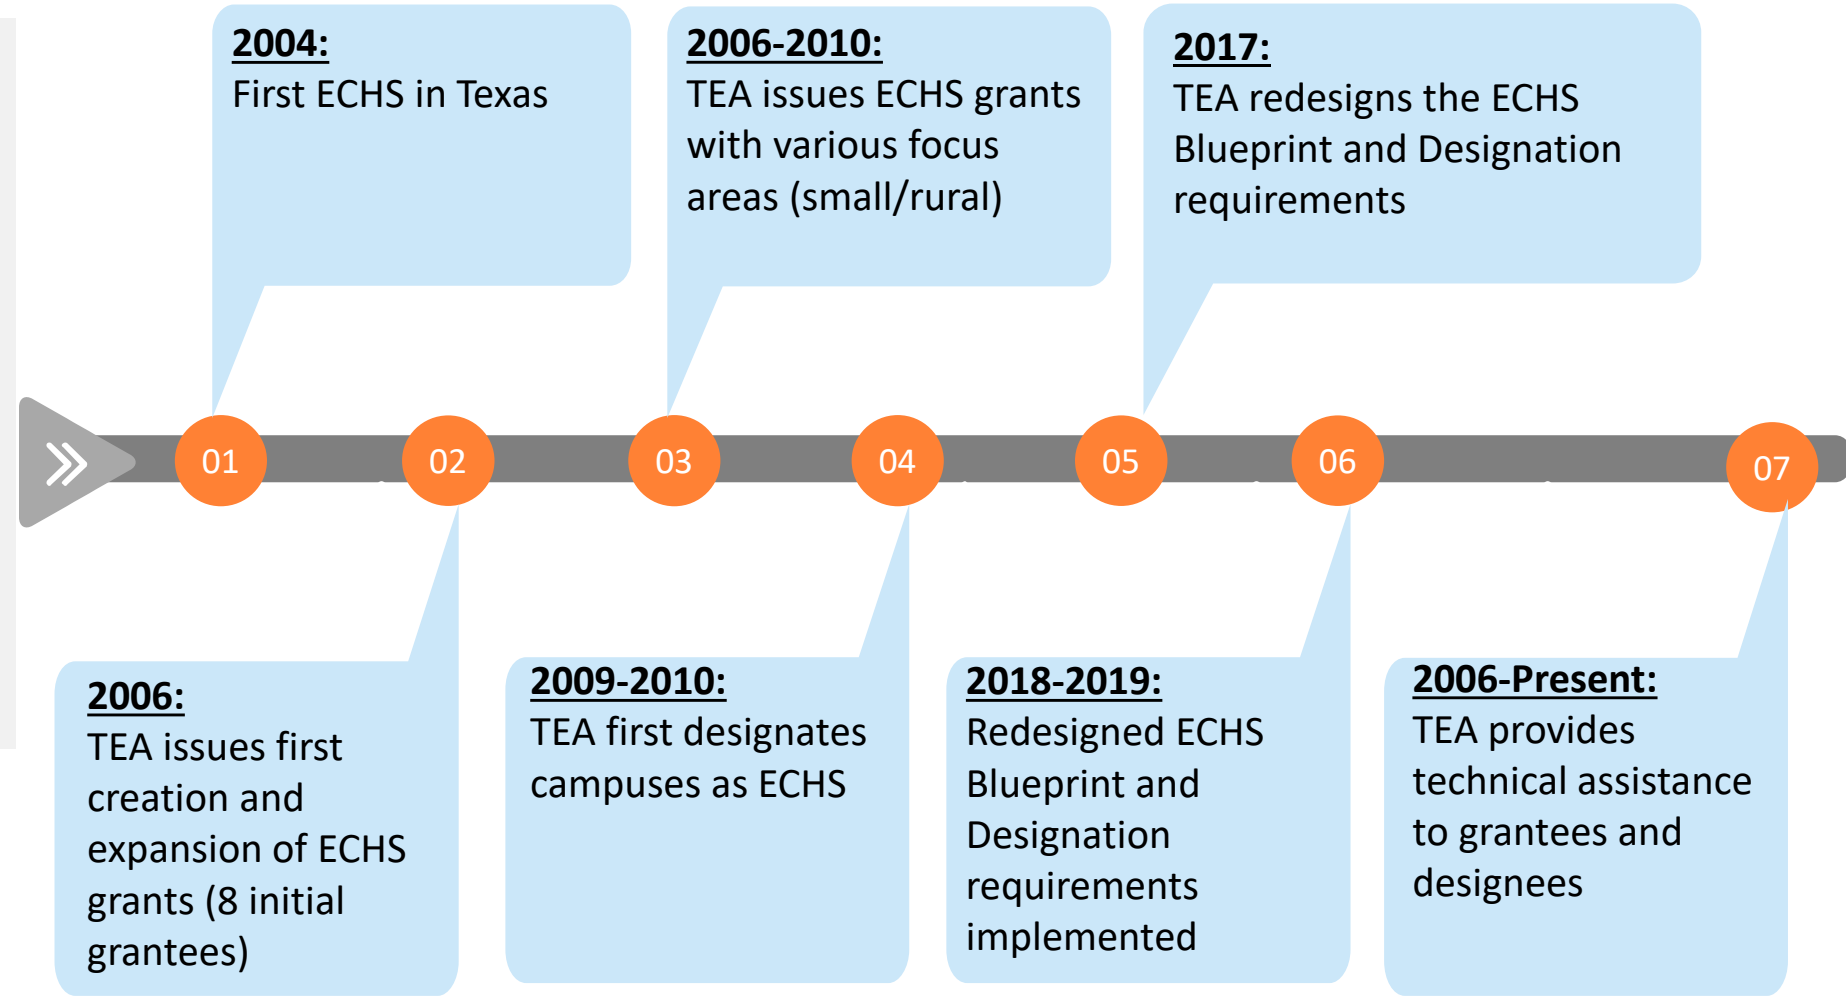 2004:
First ECHS in Texas
2006-2010:
TEA issues ECHS grants
with various focus
areas (small/rural)
2017:
TEA redesigns the ECHS
Blueprint and Designation
requirements
01
02
03
04
05
06
07
2006:
TEA issues first
creation and
expansion of ECHS
grants (8 initial
grantees)
2009-2010:
TEA first designates
campuses as ECHS
2018-2019:
Redesigned ECHS
Blueprint and
Designation
requirements
implemented
2006-Present:
TEA provides
technical assistance
to grantees and
designees